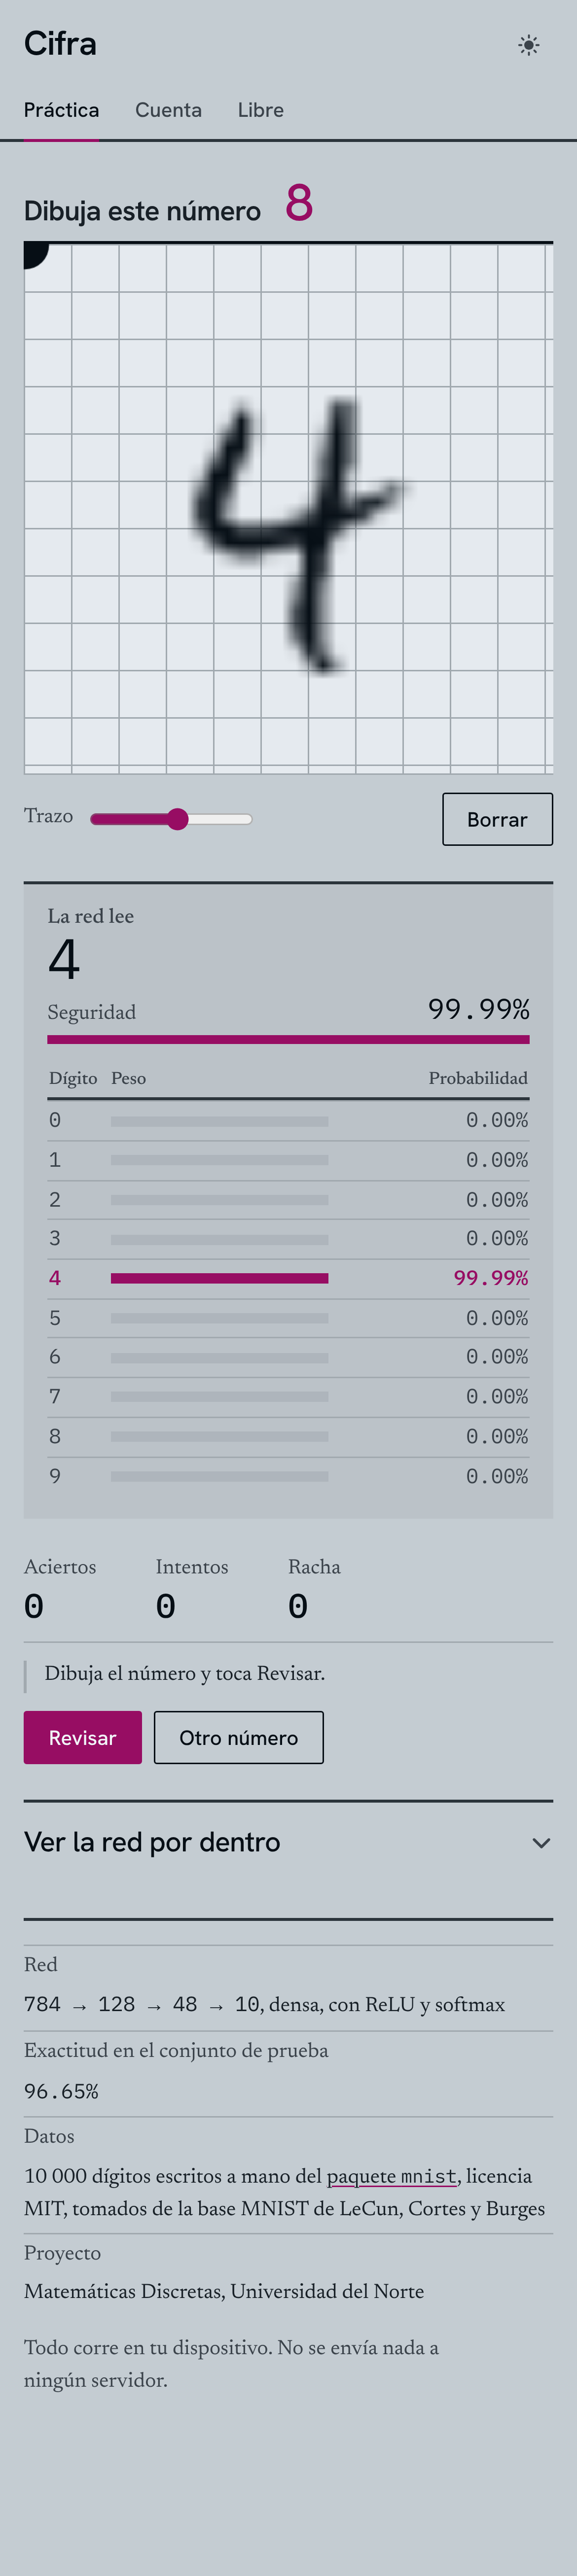 Cifra
Práctica Cuenta Libre
Dibuja este número 8
4
Trazo Borrar
La red lee
4
Seguridad 99.99%
Dígito Peso Probabilidad
0 0.00%
1 0.00%
2 0.00%
3 0.00%
4 99.99%
5 0.00%
6 0.00%
7 0.00%
8 0.00%
9 0.00%
Aciertos Intentos Racha
0 0 0
Dibuja el número y toca Revisar.
Revisar Otro número
Ver la red por dentro
Red
784 → 128 → 48 → 10, densa, con ReLU y softmax
Exactitud en el conjunto de prueba
96.65%
Datos
10 000 dígitos escritos a mano del paquete mnist, licencia
MIT, tomados de la base MNIST de LeCun, Cortes y Burges
Proyecto
Matemáticas Discretas, Universidad del Norte
Todo corre en tu dispositivo. No se envía nada a
ningún servidor.